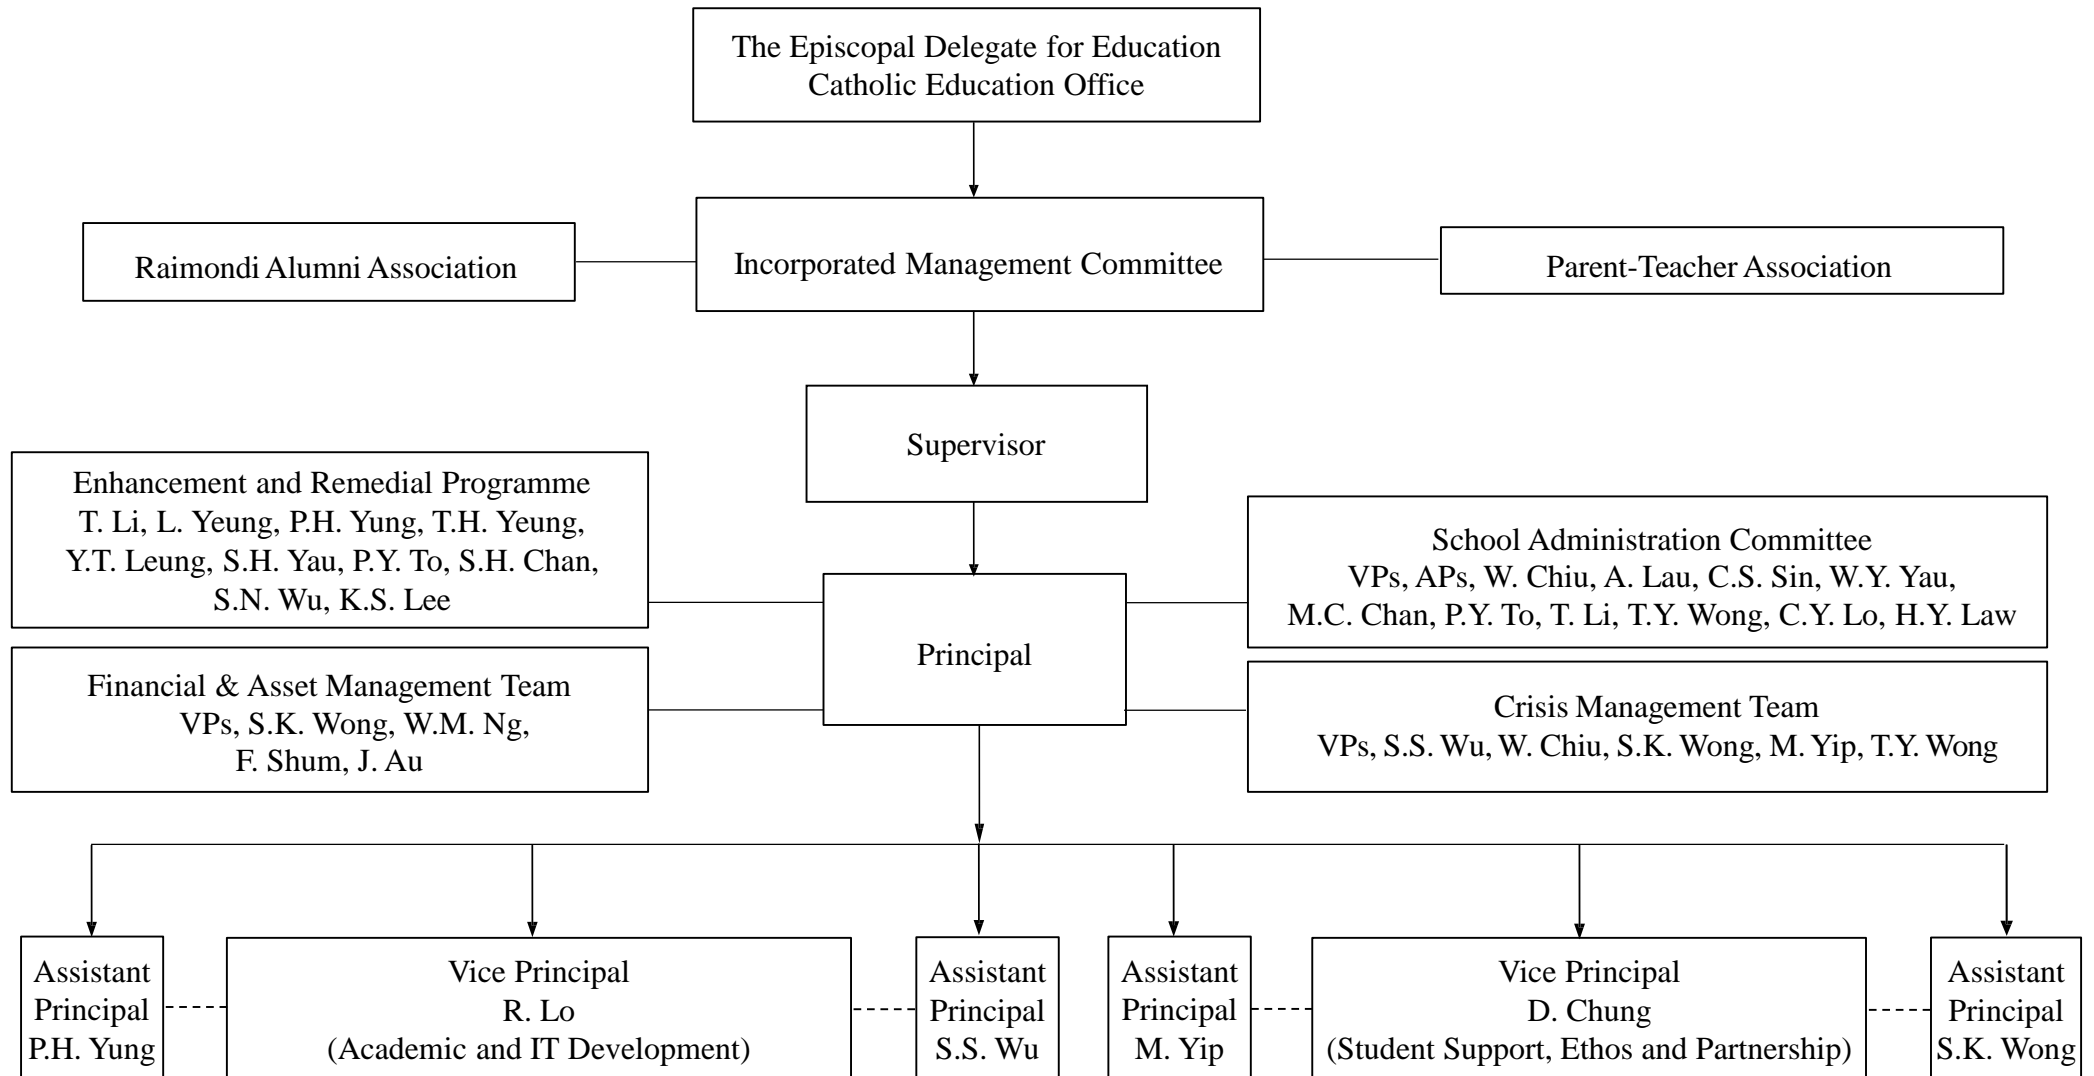 The Episcopal Delegate for Education
Catholic Education Office
Raimondi Alumni Association
Incorporated Management Committee
Parent-Teacher Association
Supervisor
Enhancement and Remedial Programme
T. Li, L. Yeung, P.H. Yung, T.H. Yeung,
Y.T. Leung, S.H. Yau, P.Y. To, S.H. Chan,
S.N. Wu, K.S. Lee
School Administration Committee
VPs, APs, W. Chiu, A. Lau, C.S. Sin, W.Y. Yau,
M.C. Chan, P.Y. To, T. Li, T.Y. Wong, C.Y. Lo, H.Y. Law
Principal
Financial & Asset Management Team
VPs, S.K. Wong, W.M. Ng,
F. Shum, J. Au
Crisis Management Team
VPs, S.S. Wu, W. Chiu, S.K. Wong, M. Yip, T.Y. Wong
Assistant
Principal
P.H. Yung
Vice Principal
R. Lo
(Academic and IT Development)
Assistant
Principal
S.S. Wu
Assistant
Principal
M. Yip
Vice Principal
D. Chung
(Student Support, Ethos and Partnership)
Assistant
Principal
S.K. Wong